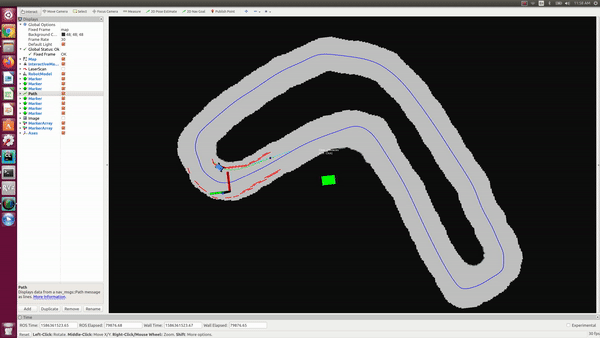 11:28 AM
Interact Move Camera Select Focus Camera Measure 2D Pose Estimate 2D Nav Goal Publish Point
Displays
Global Options
Fixed Frame map
Background C... 48; 48; 48
Frame Rate 30
Default Light
Global Status: Ok
Fixed Frame OK
Map
InteractiveMo...
LaserScan
RobotModel
Marker
Marker
Marker
Path
Marker
Marker
Marker
Marker
Image
MarkerArray
MarkerArray
Axes
Path
Displays data from a nav_msgs::Path message
as lines. More Information.
Add Duplicate Remove Rename
Time
ROS Time: 1586361523.63 ROS Elapsed: 79876.68 Wall Time: 1586361523.67 Wall Elapsed: 79876.65 Experimental
Reset Left-Click: Rotate. Middle-Click: Move X/Y. Right-Click/Mouse Wheel: Zoom. Shift: More options. 30 fps